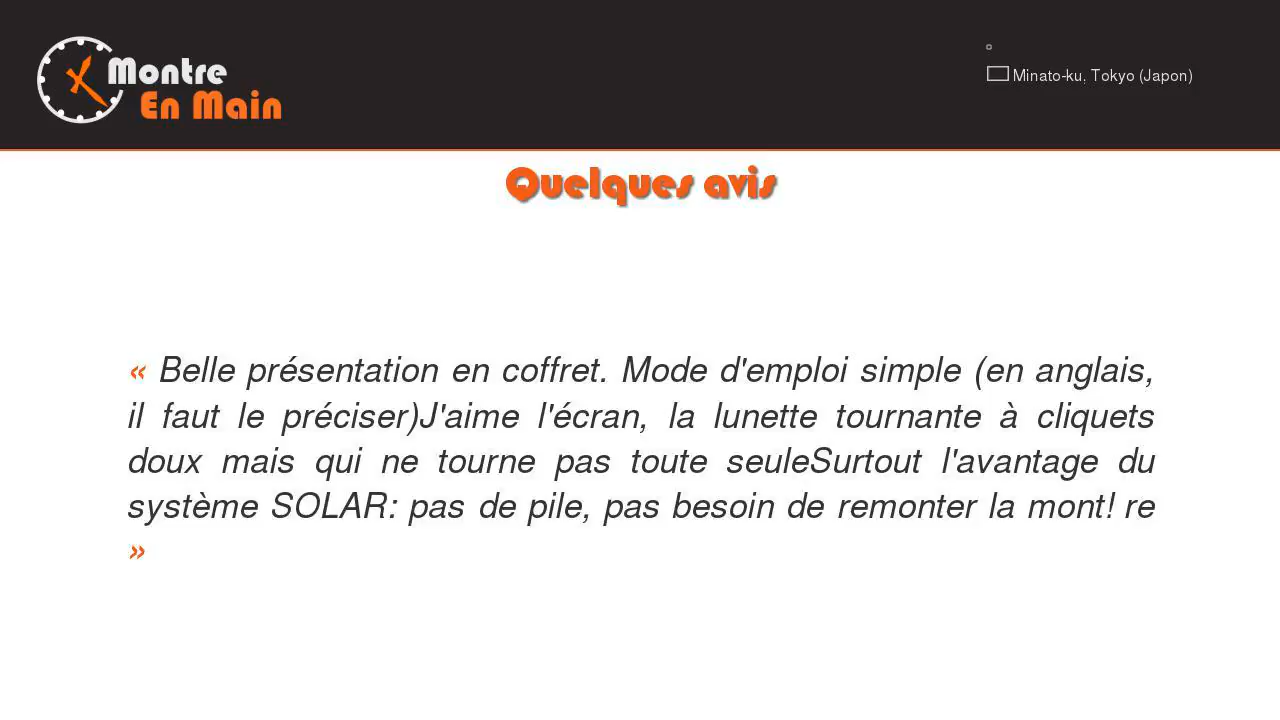 Montre
En Main
Minato-ku, Tokyo (Japon)
Quelques avis
« Belle présentation en coffret. Mode d'emploi simple (en anglais,
il faut le préciser)J'aime l'écran, la lunette tournante à cliquets
doux mais qui ne tourne pas toute seuleSurtout l'avantage du
système SOLAR: pas de pile, pas besoin de remonter la mont! re
»